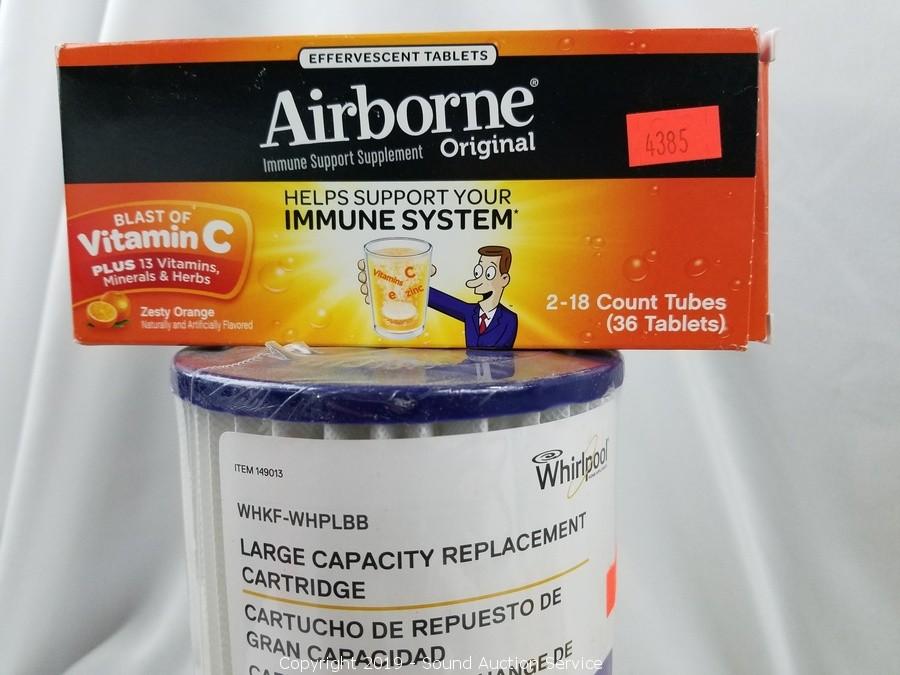 EFFERVESCENT TABLETS
Airborne®
Immune Support Supplement Original
4385
HELPS SUPPORT YOUR
IMMUNE SYSTEM*
BLAST OF
Vitamin C
PLUS 13 Vitamins,
Minerals & Herbs
Zesty Orange
Naturally and Artificially Flavored
Vitamins C
e zinc
2-18 Count Tubes
(36 Tablets)
ITEM 149013
Whirlpool
WHKF-WHPLBB
LARGE CAPACITY REPLACEMENT
CARTRIDGE
CARTUCHO DE REPUESTO DE
GRAN CAPACIDAD
DE
Copyright 2019 - Sound Auction Service